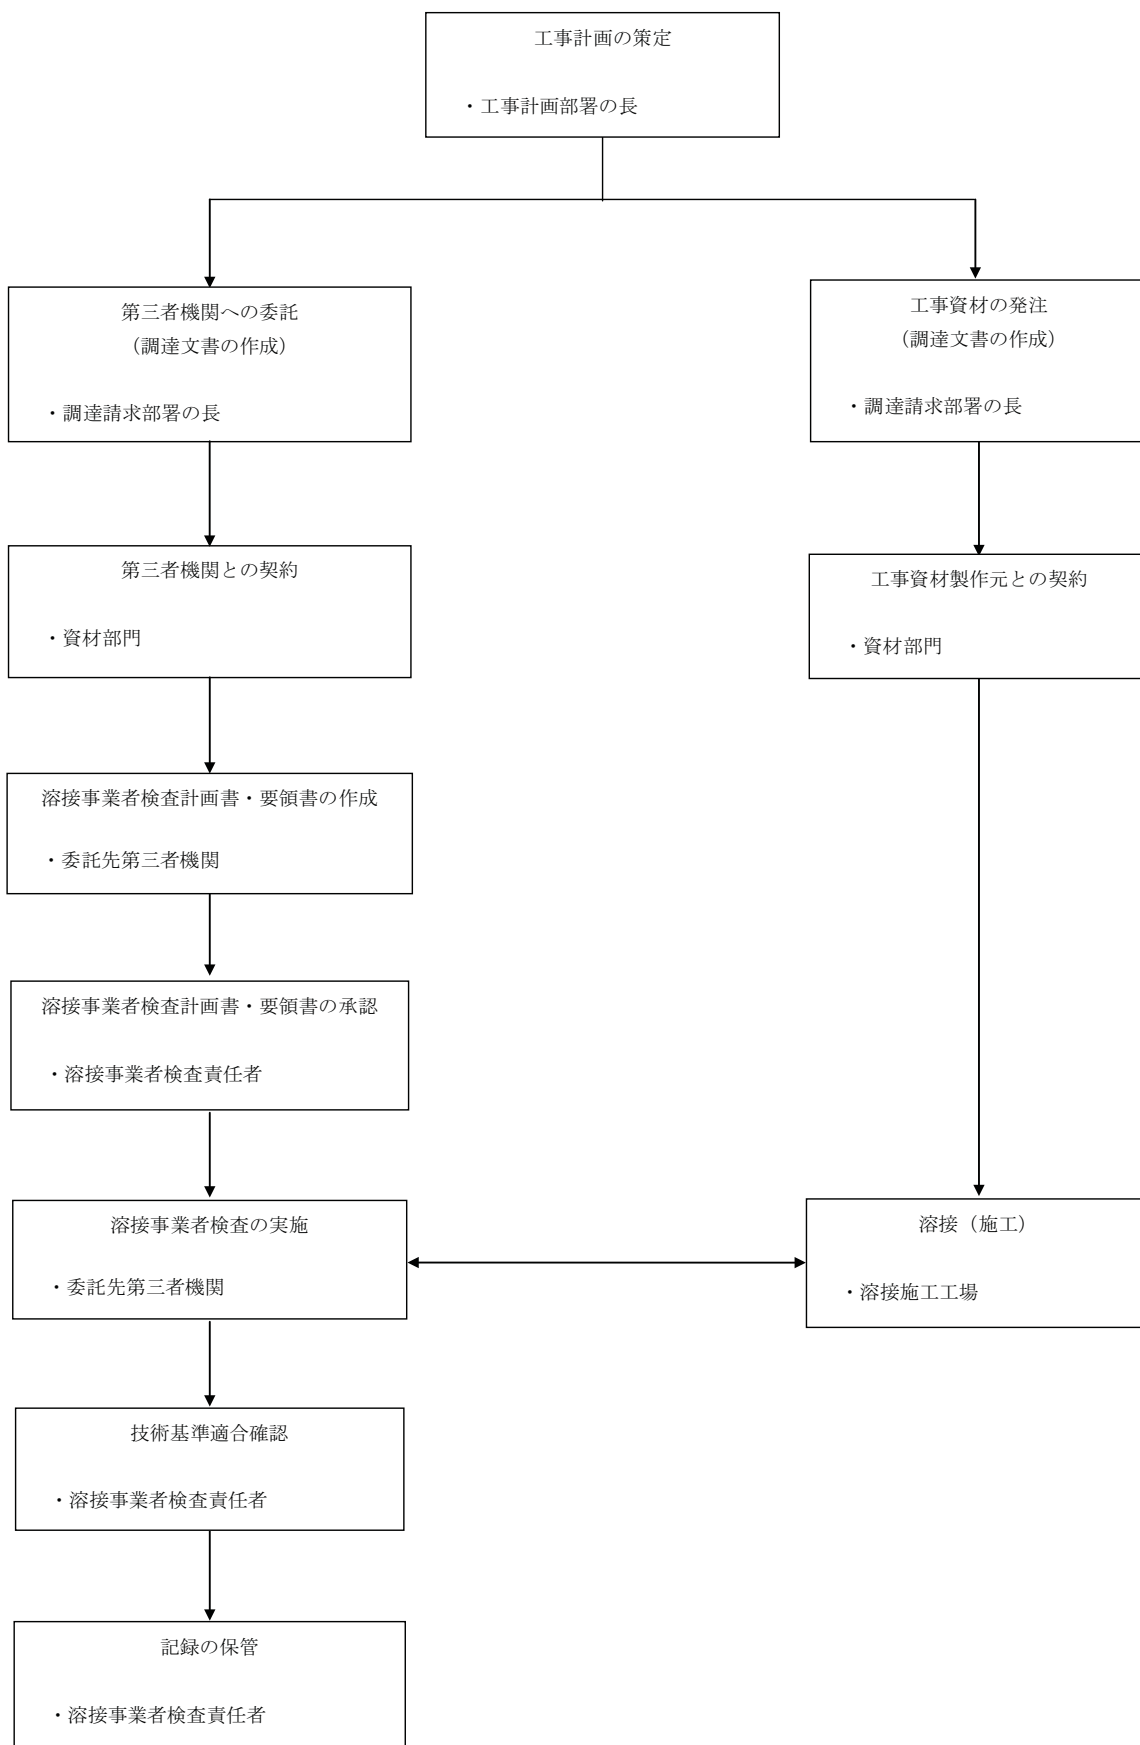 工事計画の策定
・工事計画部署の長
第三者機関への委託
（調達文書の作成）
・調達請求部署の長
工事資材の発注
（調達文書の作成）
・調達請求部署の長
第三者機関との契約
・資材部門
工事資材製作元との契約
・資材部門
溶接事業者検査計画書・要領書の作成
・委託先第三者機関
溶接事業者検査計画書・要領書の承認
・溶接事業者検査責任者
溶接事業者検査の実施
・委託先第三者機関
溶接（施工）
・溶接施工工場
技術基準適合確認
・溶接事業者検査責任者
記録の保管
・溶接事業者検査責任者